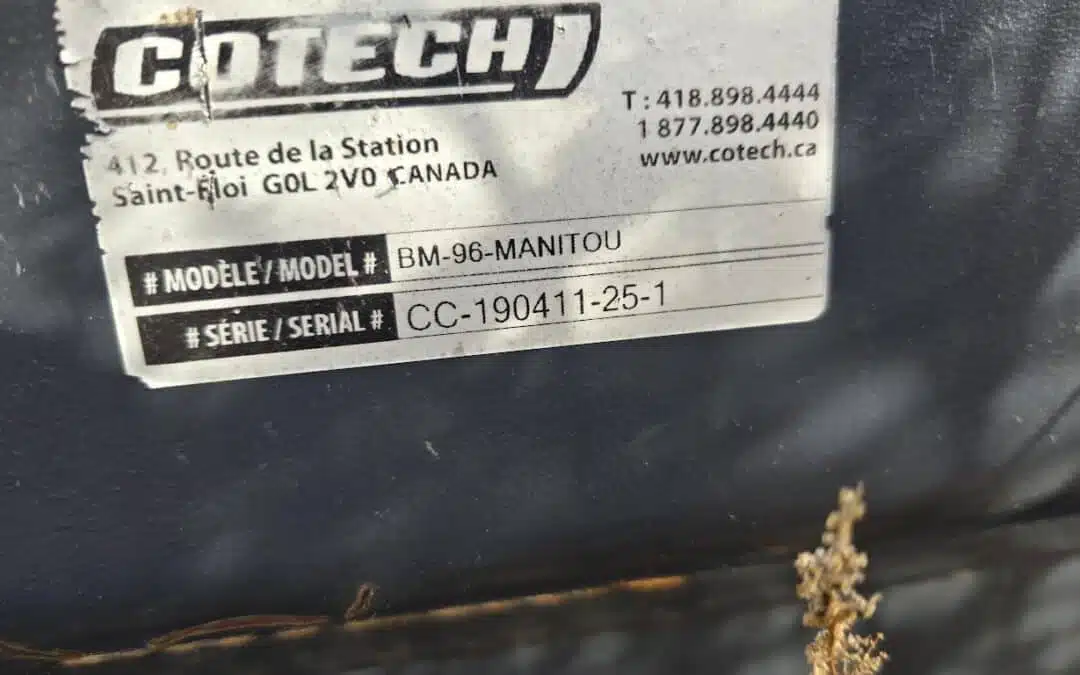 COTECH
412, Route de la Station
Saint-Éloi G0L 2V0 CANADA
T : 418.898.4444
1 877.898.4440
www.cotech.ca
# MODÈLE / MODEL # BM-96-MANITOU
# SÉRIE / SERIAL # CC-190411-25-1